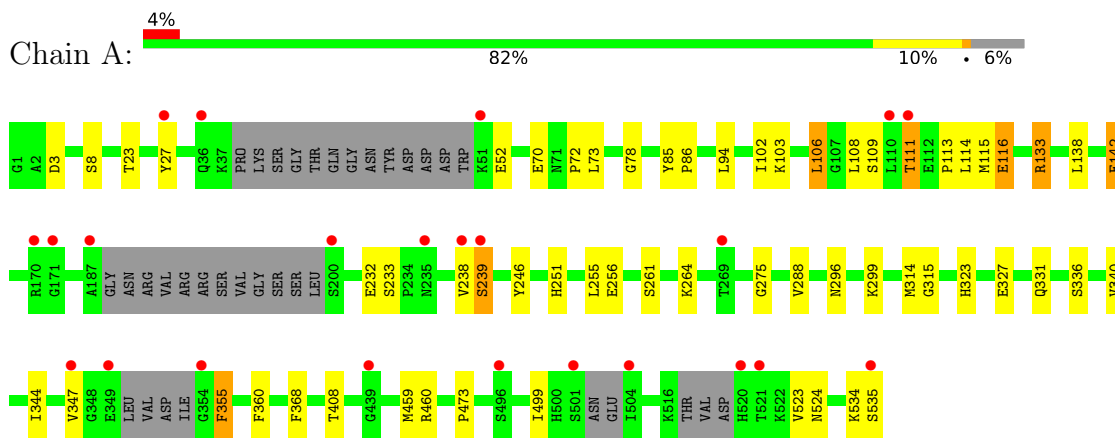 4%
Chain A:
82% 10% • 6%
G1 A2 D3 S8 T23 Y27 Q36 K37 PRO LYS SER GLY THR GLN GLY ASN TYR ASP ASP ASP TRP K51 E52 E70 N71 P72 L73 G78 Y85 P86 L94 I102 K103 L106 G107 L108 S109 L110 T111 E112 P113 L114 M115 E116 R133 L138
R170 G171 A187 GLY ASN ARG VAL ARG ARG SER VAL GLY SER SER LEU S200 E232 S233 P234 N235 V238 S239 Y246 H251 L255 E256 S261 K264 T269 G275 V288 N296 K299 M314 G315 H323 E327 Q331 S336
I344 V347 G348 E349 LEU VAL ASP ILE G354 F355 F360 F368 T408 G439 M459 R460 P473 S496 I499 H500 S501 ASN GLU I504 K516 THR VAL ASP H520 T521 K522 V523 N524 K534 S535